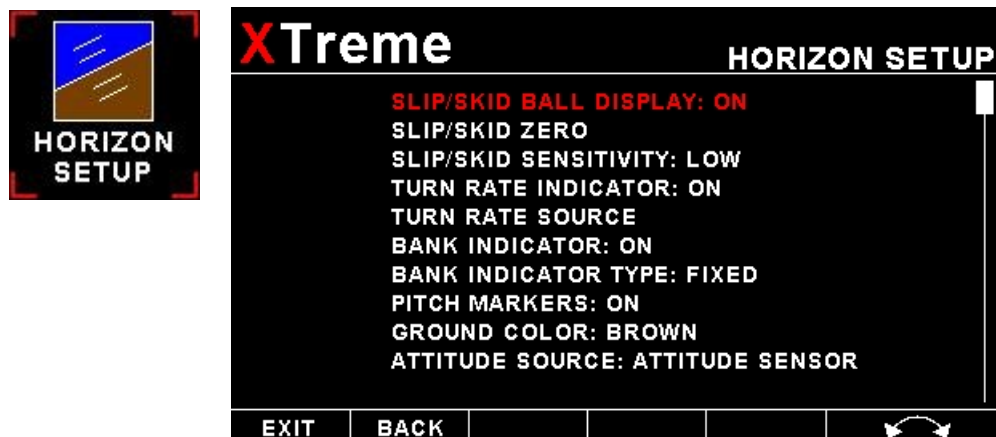 HORIZON
SETUP
XTreme
HORIZON SETUP
SLIP/SKID BALL DISPLAY: ON
SLIP/SKID ZERO
SLIP/SKID SENSITIVITY: LOW
TURN RATE INDICATOR: ON
TURN RATE SOURCE
BANK INDICATOR: ON
BANK INDICATOR TYPE: FIXED
PITCH MARKERS: ON
GROUND COLOR: BROWN
ATTITUDE SOURCE: ATTITUDE SENSOR
EXIT BACK